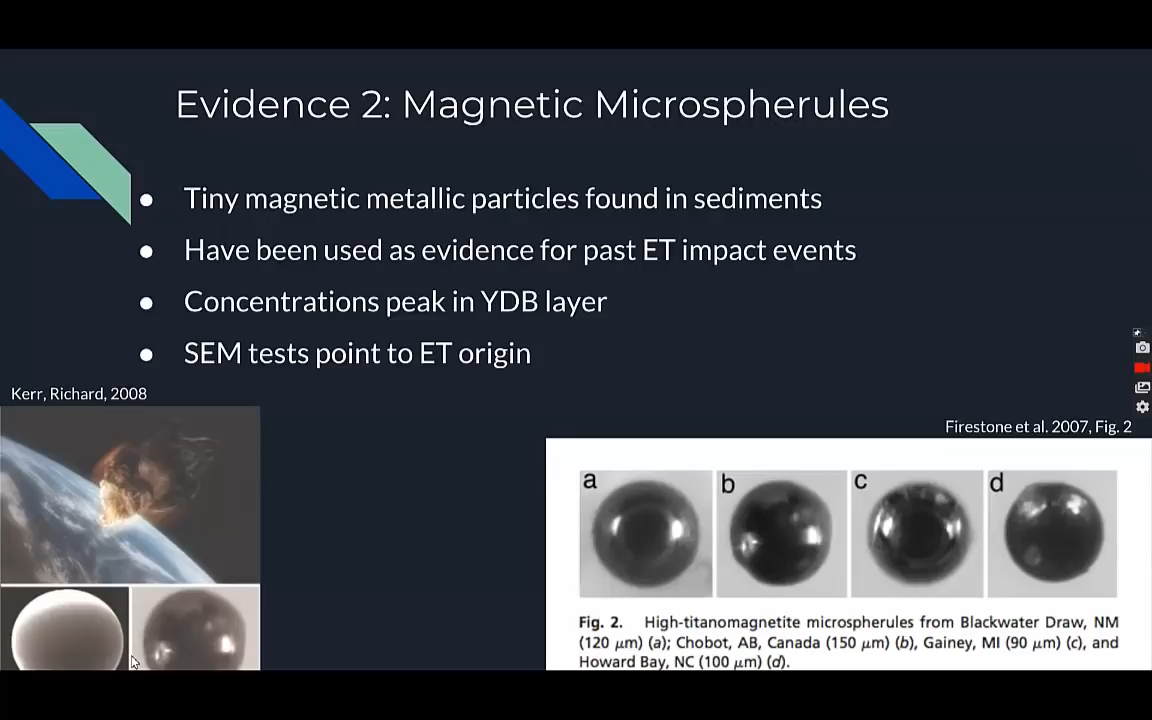 Evidence 2: Magnetic Microspherules
● Tiny magnetic metallic particles found in sediments
● Have been used as evidence for past ET impact events
● Concentrations peak in YDB layer
● SEM tests point to ET origin
Kerr, Richard, 2008
Firestone et al. 2007, Fig. 2
a b c d
Fig. 2. High-titanomagnetite microspherules from Blackwater Draw, NM
(120 μm) (a); Chobot, AB, Canada (150 μm) (b), Gainey, MI (90 μm) (c), and
Howard Bay, NC (100 μm) (d).